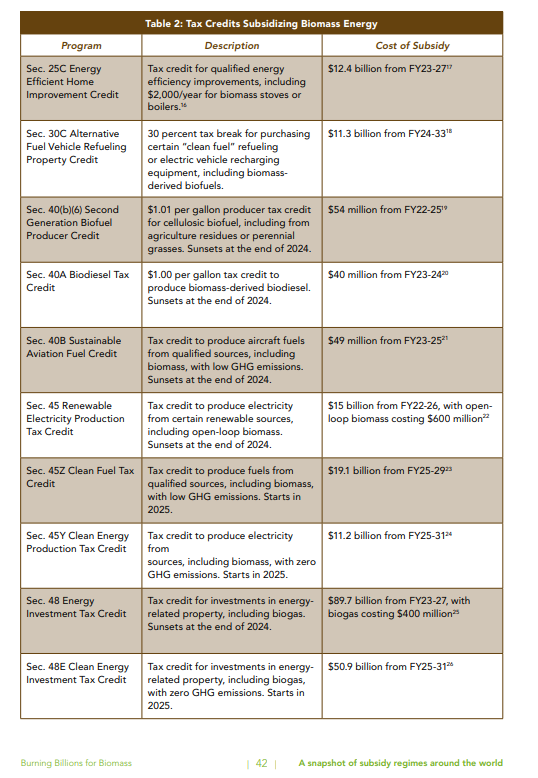 Table 2: Tax Credits Subsidizing Biomass Energy
Program Description Cost of Subsidy
Sec. 25C Energy
Efficient Home
Improvement Credit
Tax credit for qualified energy
efficiency improvements, including
$2,000/year for biomass stoves or
boilers.16
$12.4 billion from FY23-2717
Sec. 30C Alternative
Fuel Vehicle Refueling
Property Credit
30 percent tax break for purchasing
certain “clean fuel” refueling
or electric vehicle recharging
equipment, including biomass-
derived biofuels.
$11.3 billion from FY24-3318
Sec. 40(b)(6) Second
Generation Biofuel
Producer Credit
$1.01 per gallon producer tax credit
for cellulosic biofuel, including from
agriculture residues or perennial
grasses. Sunsets at the end of 2024.
$54 million from FY22-2519
Sec. 40A Biodiesel Tax
Credit
$1.00 per gallon tax credit to
produce biomass-derived biodiesel.
Sunsets at the end of 2024.
$40 million from FY23-2420
Sec. 40B Sustainable
Aviation Fuel Credit
Tax credit to produce aircraft fuels
from qualified sources, including
biomass, with low GHG emissions.
Sunsets at the end of 2024.
$49 million from FY23-2521
Sec. 45 Renewable
Electricity Production
Tax Credit
Tax credit to produce electricity
from certain renewable sources,
including open-loop biomass.
Sunsets at the end of 2024.
$15 billion from FY22-26, with open-
loop biomass costing $600 million22
Sec. 45Z Clean Fuel Tax
Credit
Tax credit to produce fuels from
qualified sources, including biomass,
with low GHG emissions. Starts in
2025.
$19.1 billion from FY25-2923
Sec. 45Y Clean Energy
Production Tax Credit
Tax credit to produce electricity
from
sources, including biomass, with zero
GHG emissions. Starts in 2025.
$11.2 billion from FY25-3124
Sec. 48 Energy
Investment Tax Credit
Tax credit for investments in energy-
related property, including biogas.
Sunsets at the end of 2024.
$89.7 billion from FY23-27, with
biogas costing $400 million25
Sec. 48E Clean Energy
Investment Tax Credit
Tax credit for investments in energy-
related property, including biogas,
with zero GHG emissions. Starts in
2025.
$50.9 billion from FY25-3126
Burning Billions for Biomass | 42 | A snapshot of subsidy regimes around the world